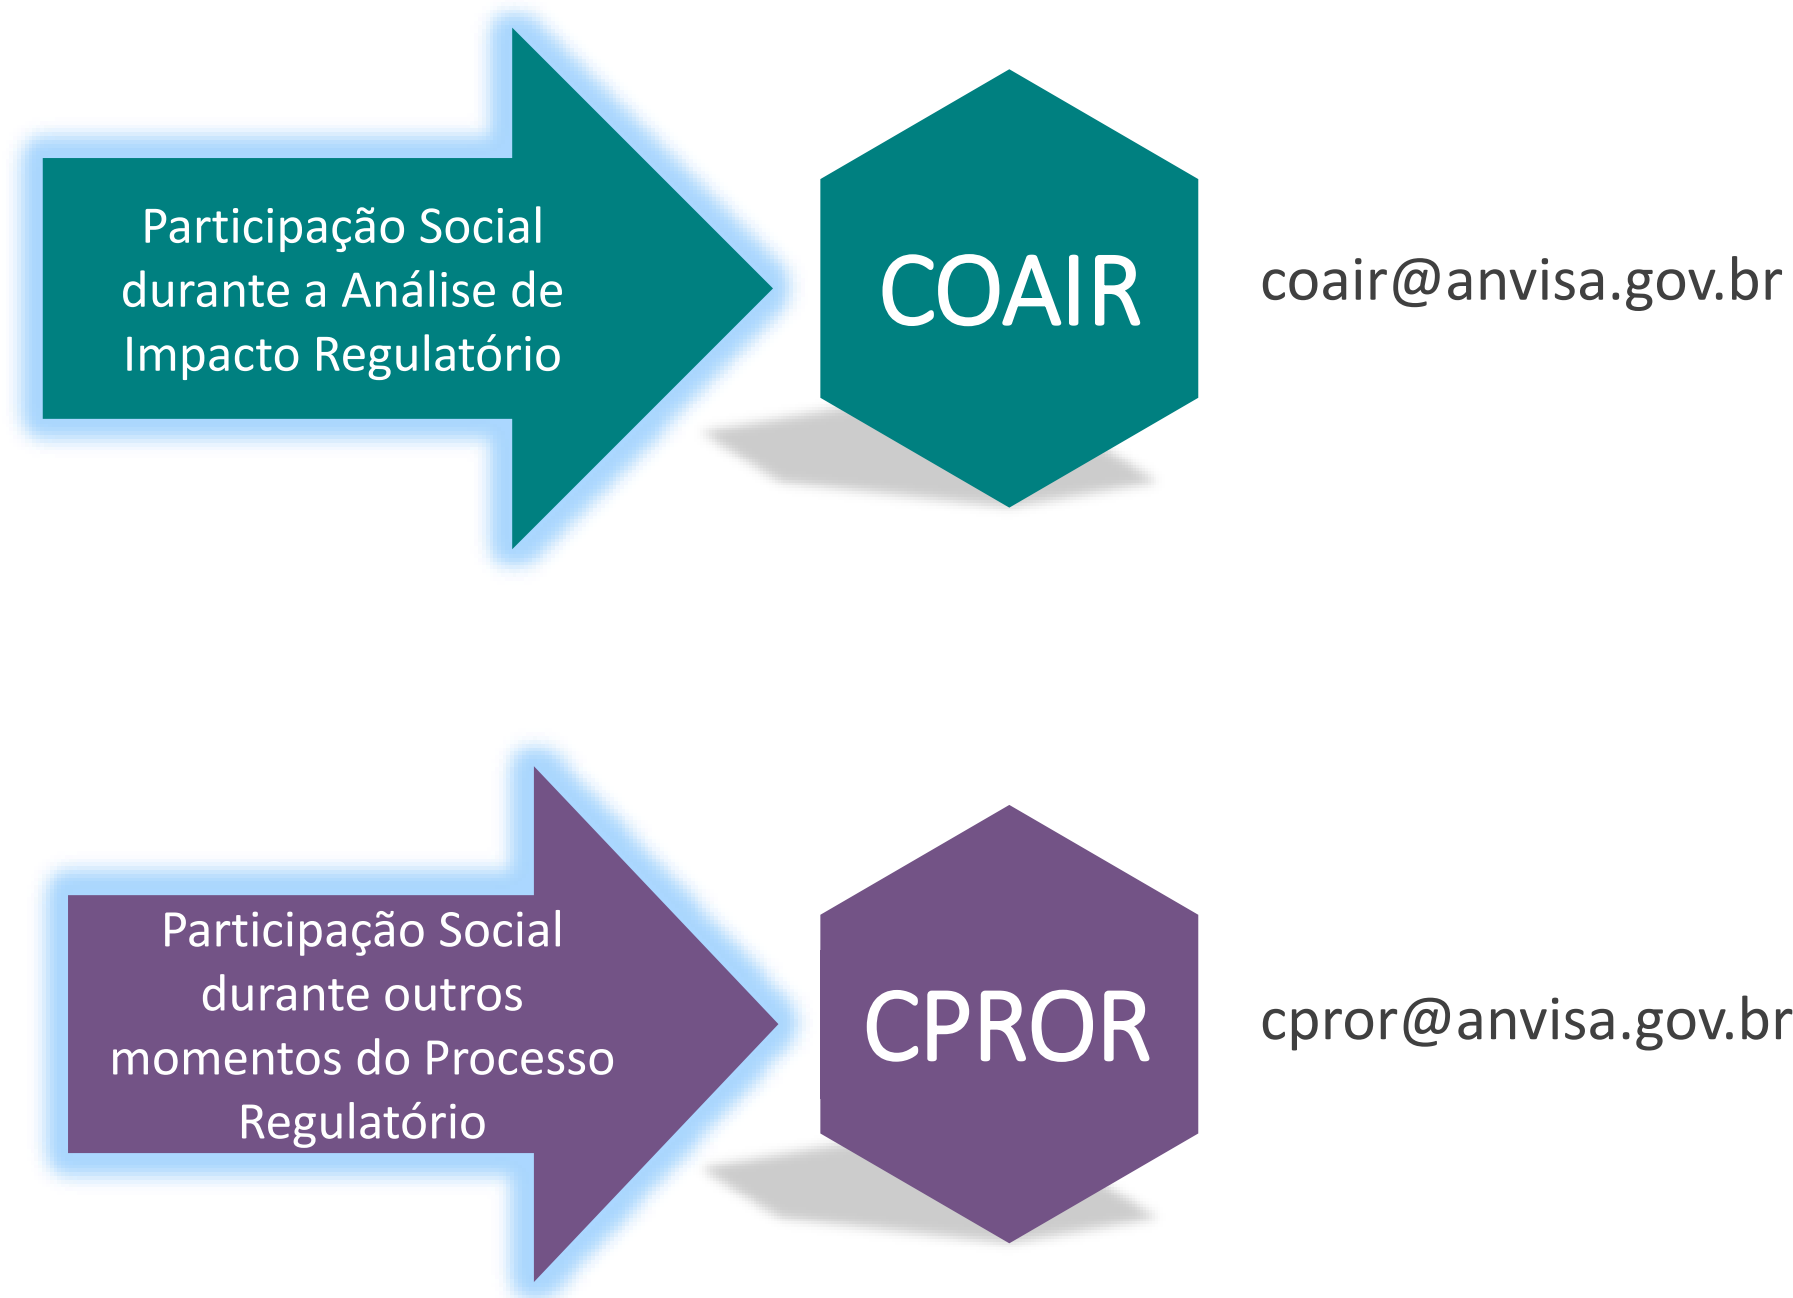 Participação Social
durante a Análise de
Impacto Regulatório
COAIR
coair@anvisa.gov.br
Participação Social
durante outros
momentos do Processo
Regulatório
CPROR
cpror@anvisa.gov.br